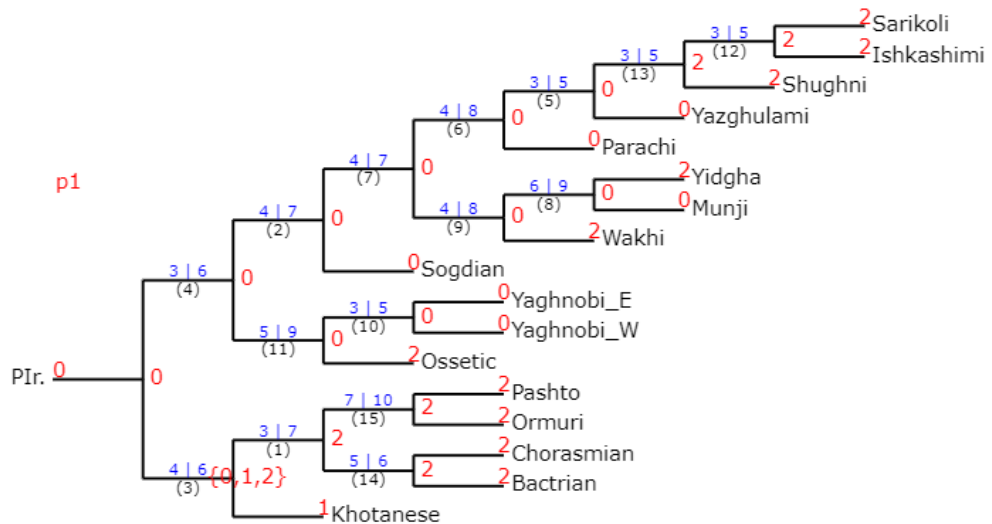 2 Sarikoli
3 | 5
(12)
2
2 Ishkashimi
3 | 5
(13)
2
2 Shughni
3 | 5
(5)
0
0 Yazghulami
4 | 8
(6)
0
0 Parachi
4 | 7
(7)
0
p1
2 Yidgha
6 | 9
(8)
0
0 Munji
4 | 8
(9)
0
2 Wakhi
4 | 7
(2)
0
0 Sogdian
3 | 6
(4)
0
0 Yaghnobi_E
3 | 5
(10)
0
0 Yaghnobi_W
5 | 9
(11)
0
2 Ossetic
PIr. 0
0
2 Pashto
7 | 10
(15)
2
2 Ormuri
3 | 7
(1)
2
2 Chorasmian
5 | 6
(14)
2
2 Bactrian
4 | 6
(3)
{0,1,2}
1 Khotanese